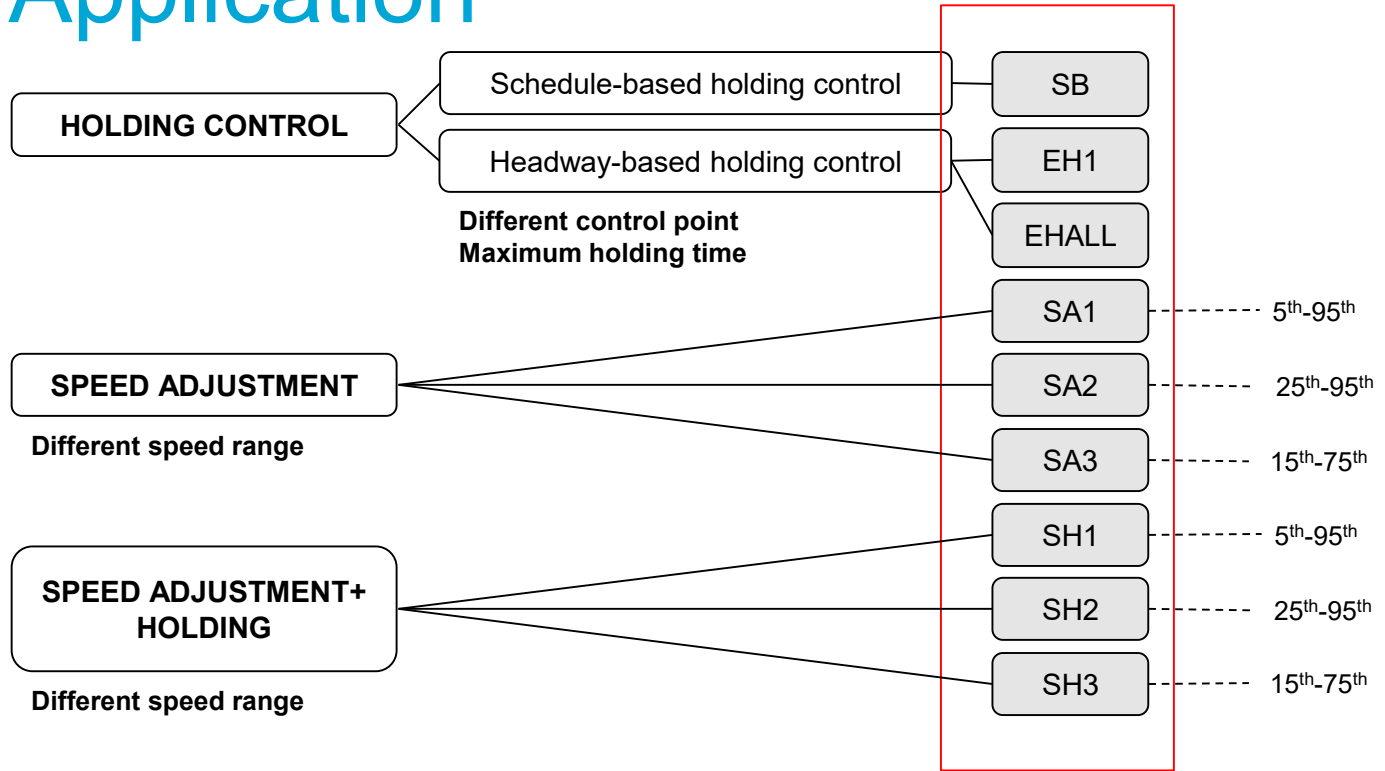 Application
Schedule-based holding control
SB
HOLDING CONTROL
Headway-based holding control
EH1
Different control point
Maximum holding time
EHALL
SA1
5th-95th
SPEED ADJUSTMENT
SA2
25th-95th
Different speed range
SA3
15th-75th
SH1
5th-95th
SPEED ADJUSTMENT+
HOLDING
SH2
25th-95th
Different speed range
SH3
15th-75th